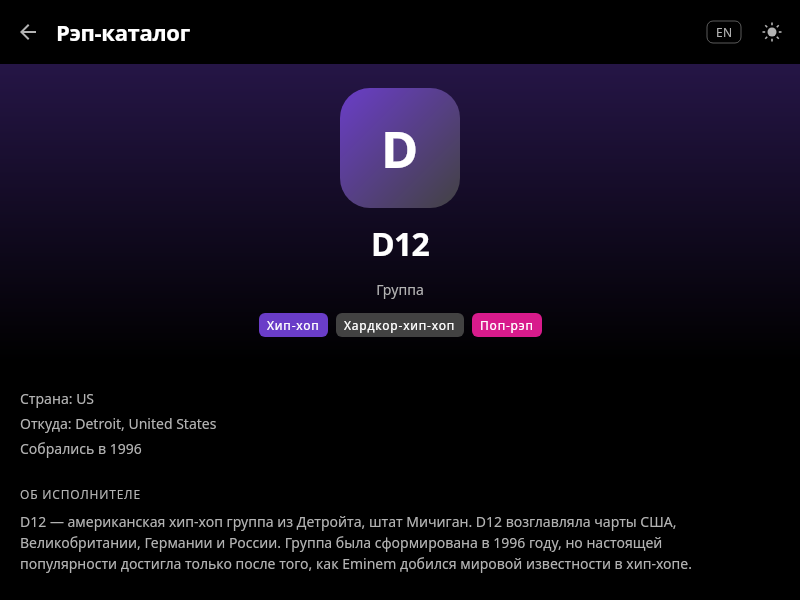 Рэп-каталог
EN
D
D12
Группа
Хип-хоп
Хардкор-хип-хоп
Поп-рэп
Страна: US
Откуда: Detroit, United States
Собрались в 1996
ОБ ИСПОЛНИТЕЛЕ
D12 — американская хип-хоп группа из Детройта, штат Мичиган. D12 возглавляла чарты США,
Великобритании, Германии и России. Группа была сформирована в 1996 году, но настоящей
популярности достигла только после того, как Eminem добился мировой известности в хип-хопе.